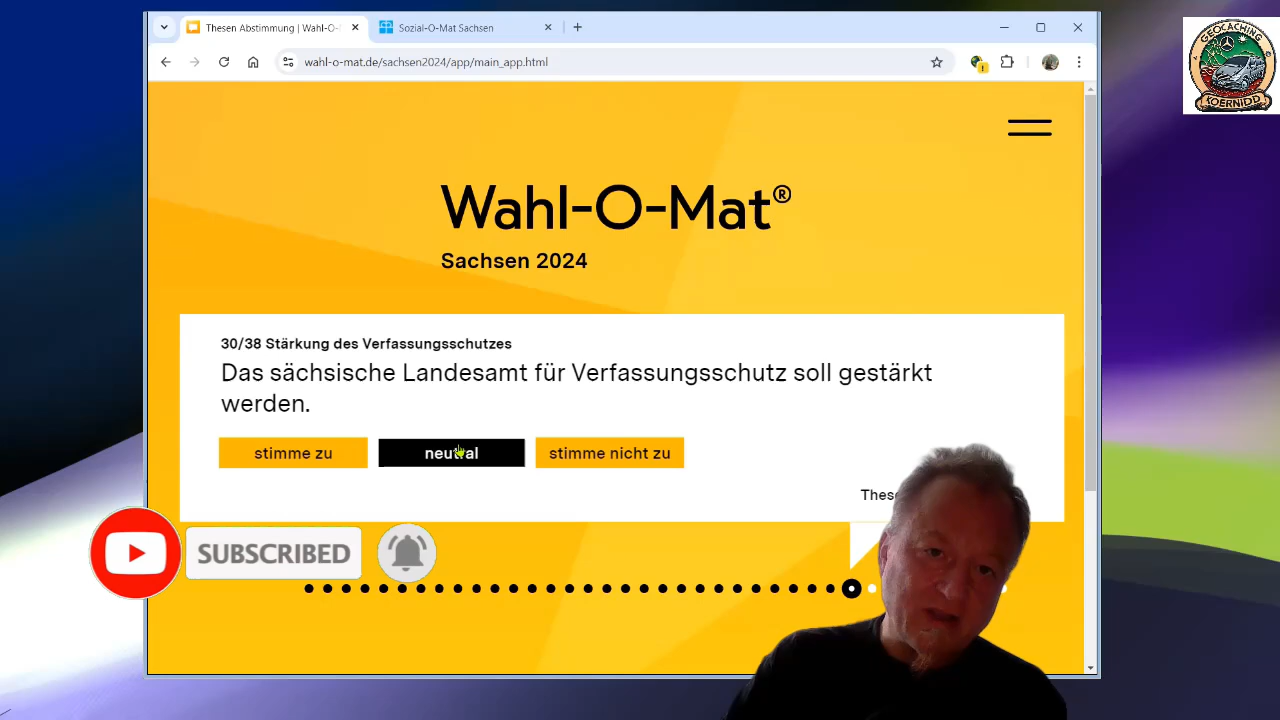 Thesen Abstimmung | Wahl-O-
Sozial-O-Mat Sachsen
wahl-o-mat.de/sachsen2024/app/main_app.html
GEOCACHING
KOERNIDD
Wahl-O-Mat®
Sachsen 2024
30/38 Stärkung des Verfassungsschutzes
Das sächsische Landesamt für Verfassungsschutz soll gestärkt
werden.
stimme zu
neutral
stimme nicht zu
These
SUBSCRIBED